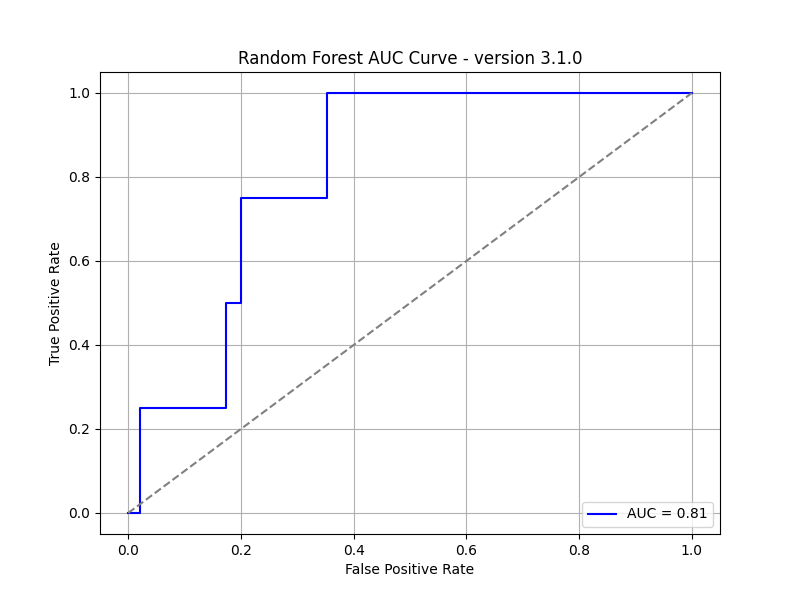 Random Forest AUC Curve - version 3.1.0
1.0
0.8
0.6
0.4
0.2
0.0
True Positive Rate
AUC = 0.81
0.0 0.2 0.4 0.6 0.8 1.0
False Positive Rate